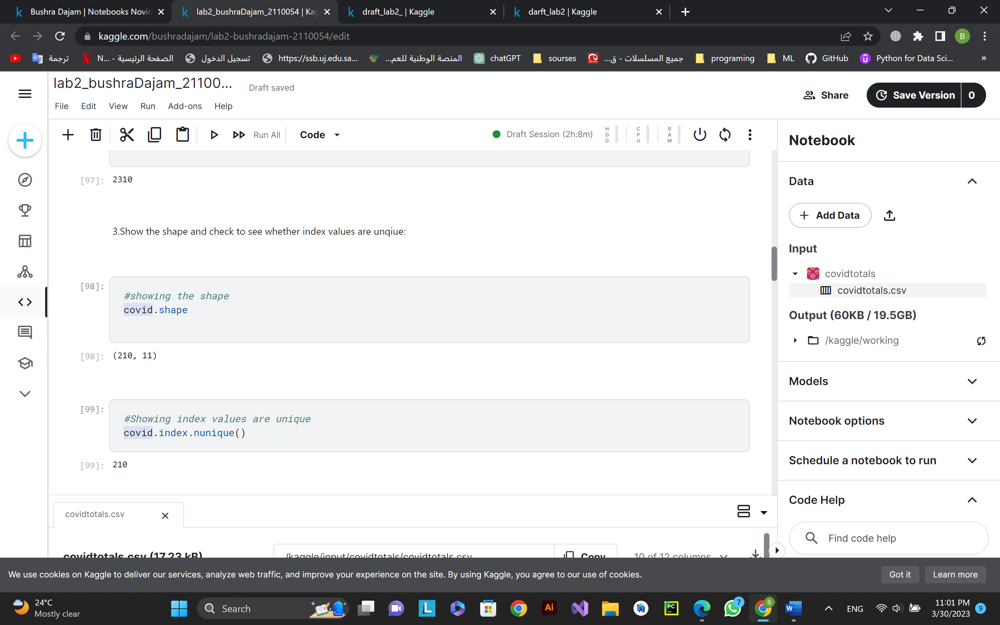 Bushra Dajam | Notebooks Novic
lab2_bushraDajam_2110054 | Kag
draft_lab2_ | Kaggle
darft_lab2 | Kaggle
kaggle.com/bushradajam/lab2-bushradajam-2110054/edit
B
ترجمة
N... - الصفحة الرئيسية
تسجيل الدخول
https://ssb.uj.edu.sa...
المنصة الوطنية للعم...
chatGPT
sourses
جميع المسلسلات - ق...
programing
ML
GitHub
Python for Data Sci...
»
lab2_bushraDajam_21100...
Draft saved
Share
Save Version
0
File
Edit
View
Run
Add-ons
Help
Run All
Code
Draft Session (2h:8m)
HDD
CPU
RAM
[97]:
2310
3.Show the shape and check to see whether index values are unqiue:
[98]:
#showing the shape
covid.shape
[98]:
(210, 11)
[99]:
#Showing index values are unique
covid.index.nunique()
[99]:
210
Notebook
Data
Add Data
Input
covidtotals
covidtotals.csv
Output (60KB / 19.5GB)
/kaggle/working
Models
Notebook options
Schedule a notebook to run
Code Help
Find code help
covidtotals.csv
covidtotals.csv (17.23 kB)
/kaggle/input/covidtotals/covidtotals.csv
Copy
10 of 12 columns
We use cookies on Kaggle to deliver our services, analyze web traffic, and improve your experience on the site. By using Kaggle, you agree to our use of cookies.
Got it
Learn more
24°C
Mostly clear
Search
L
Ai
PC
7
B
W
ENG
11:01 PM
3/30/2023
9